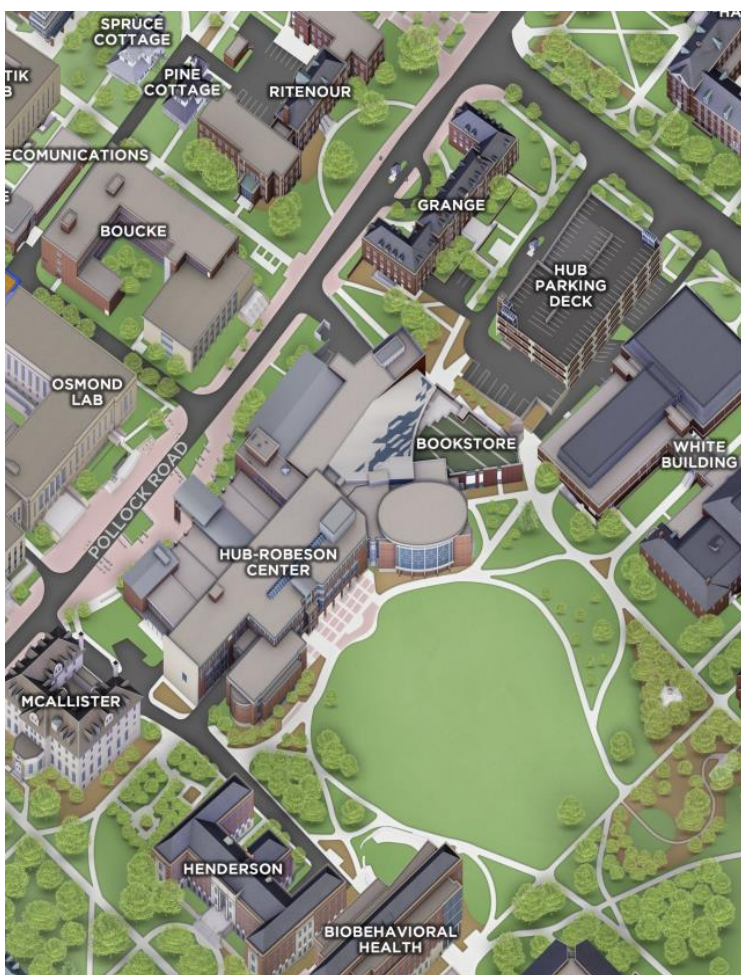 SPRUCE
COTTAGE
PINE
COTTAGE
RITENOUR
TIK
ECOMUNICATIONS
GRANGE
BOUCKE
HUB
PARKING
DECK
OSMOND
LAB
BOOKSTORE
WHITE
BUILDING
POLLOCK ROAD
HUB-ROBESON
CENTER
MCALLISTER
HENDERSON
BIOBEHAVIORAL
HEALTH